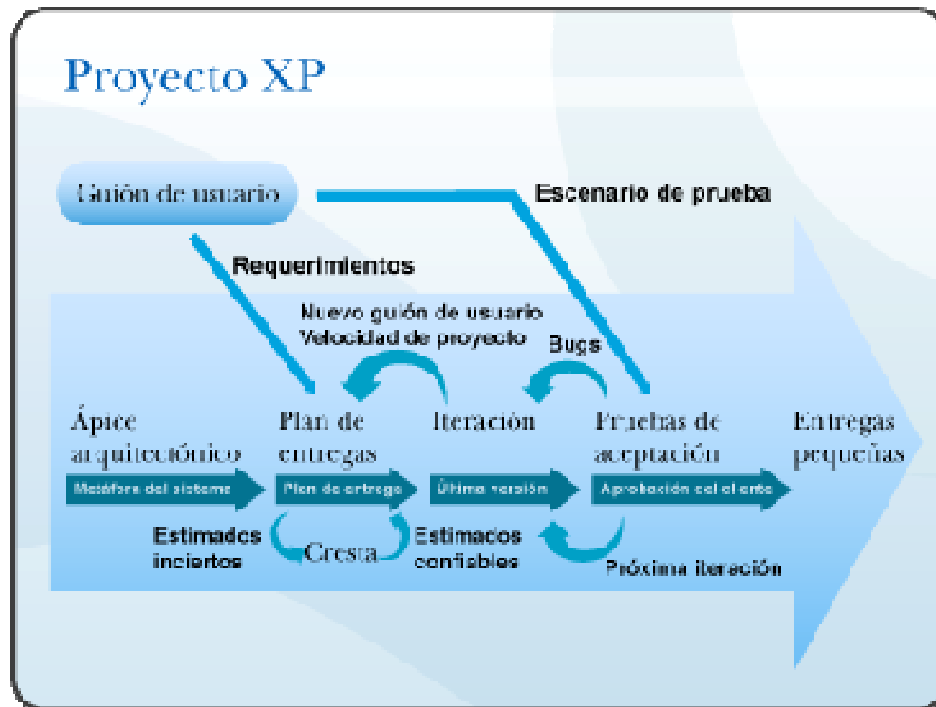 Proyecto XP
Guión de usuario
Escenario de prueba
Requerimientos
Nuevo guión de usuario
Velocidad de proyecto
Bugs
Ápice
arquitectónico
Plan de
entregas
Iteración
Pruebas de
aceptación
Entregas
pequeñas
Metáfora del sistema
Plan de entrega
Última versión
Aprobación del cliente
Estimados
inciertos
Cresta
Estimados
confiables
Próxima iteración